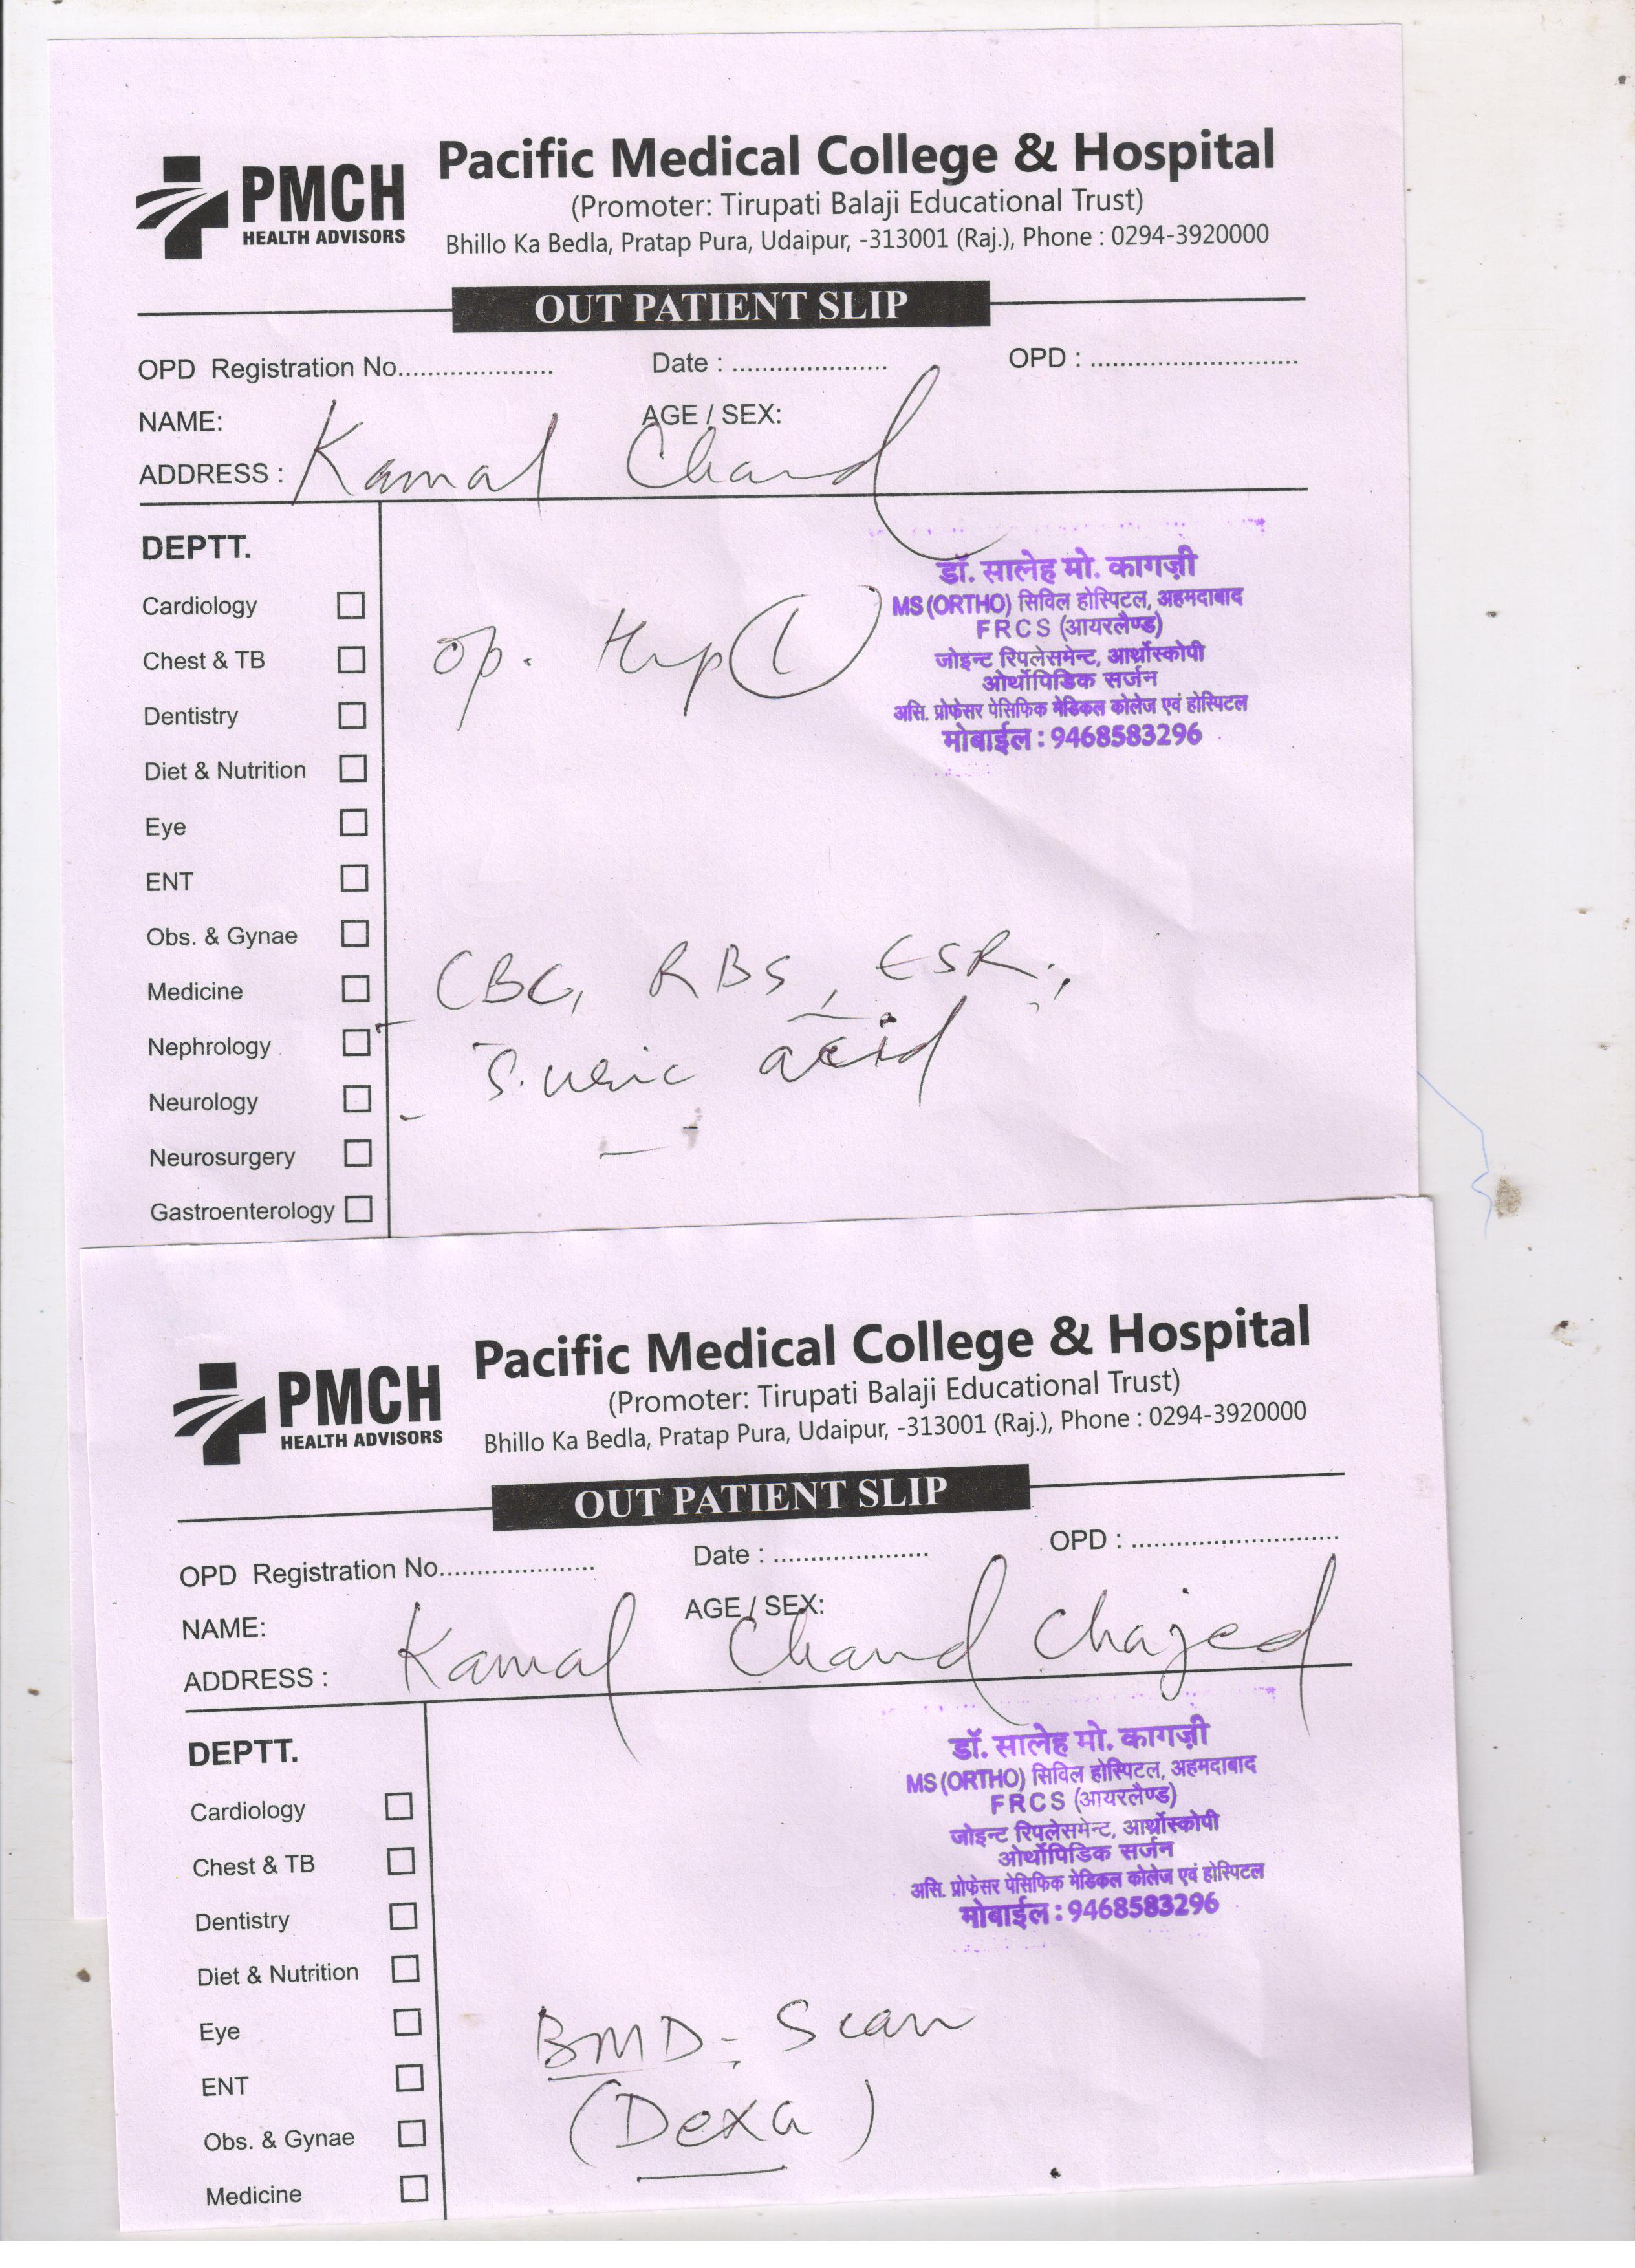 PMCH
HEALTH ADVISORS
Pacific Medical College & Hospital
(Promoter: Tirupati Balaji Educational Trust)
Bhillo Ka Bedla, Pratap Pura, Udaipur, -313001 (Raj.), Phone : 0294-3920000
OUT PATIENT SLIP
OPD Registration No..................... Date : ..................... OPD : ............................
NAME: AGE / SEX:
ADDRESS : Kamal Chand
डॉ. सालेह मो. कागज़ी
MS (ORTHO) सिविल होस्पिटल, अहमदाबाद
FRCS (आयरलैण्ड)
जोइन्ट रिपलेसमेन्ट, आर्थोस्कोपी
ओर्थोपिडिक सर्जन
असि. प्रोफेसर पेसिफिक मेडिकल कोलेज एवं होस्पिटल
मोबाईल : 9468583296
DEPTT.
Cardiology
Chest & TB
Dentistry
Diet & Nutrition
Eye
ENT
Obs. & Gynae
Medicine
Nephrology
Neurology
Neurosurgery
Gastroenterology
Op. Hip (L)
CBC, RBS, ESR,
S. uric acid
PMCH
HEALTH ADVISORS
Pacific Medical College & Hospital
(Promoter: Tirupati Balaji Educational Trust)
Bhillo Ka Bedla, Pratap Pura, Udaipur, -313001 (Raj.), Phone : 0294-3920000
OUT PATIENT SLIP
OPD Registration No..................... Date : ..................... OPD : ............................
NAME: AGE / SEX:
ADDRESS : Kamal Chand Chajed
डॉ. सालेह मो. कागज़ी
MS (ORTHO) सिविल होस्पिटल, अहमदाबाद
FRCS (आयरलैण्ड)
जोइन्ट रिपलेसमेन्ट, आर्थोस्कोपी
ओर्थोपिडिक सर्जन
असि. प्रोफेसर पेसिफिक मेडिकल कोलेज एवं होस्पिटल
मोबाईल : 9468583296
DEPTT.
Cardiology
Chest & TB
Dentistry
Diet & Nutrition
Eye
ENT
Obs. & Gynae
Medicine
BMD - Scan
(Dexa)